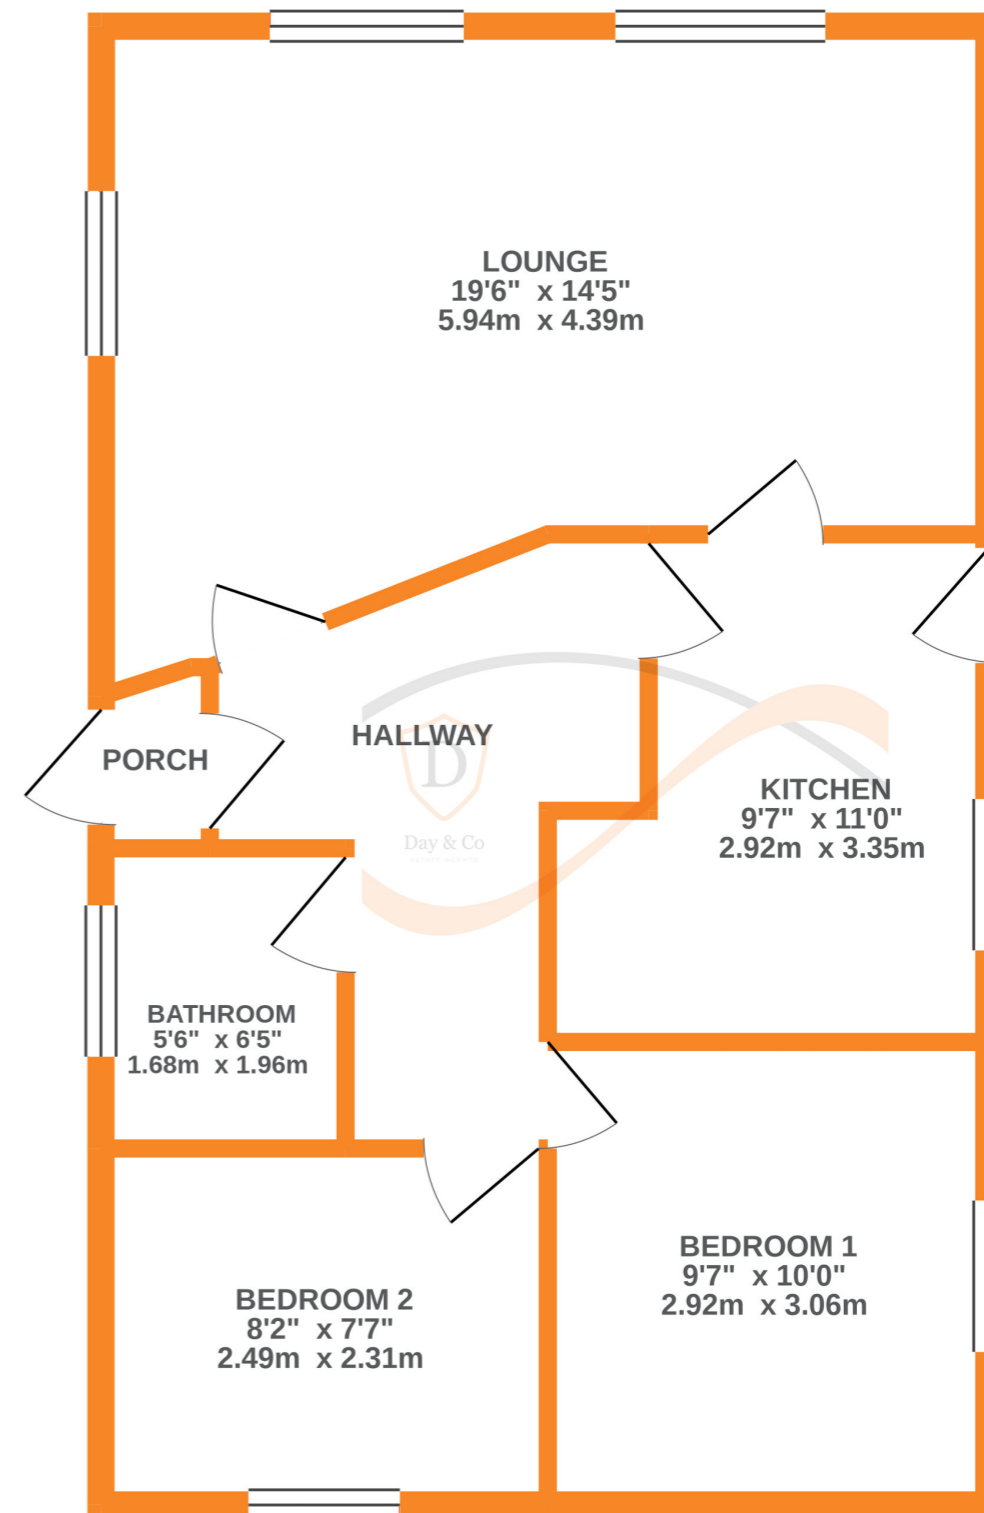 LOUNGE
19'6" x 14'5"
5.94m x 4.39m
HALLWAY
PORCH
D
Day & Co
ESTATE AGENTS
KITCHEN
9'7" x 11'0"
2.92m x 3.35m
BATHROOM
5'6" x 6'5"
1.68m x 1.96m
BEDROOM 1
9'7" x 10'0"
2.92m x 3.06m
BEDROOM 2
8'2" x 7'7"
2.49m x 2.31m